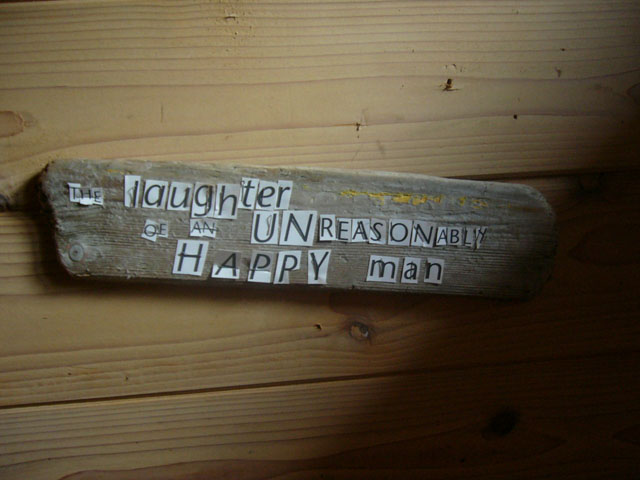 THE laughter
OF AN UNREASONABLY
HAPPY man